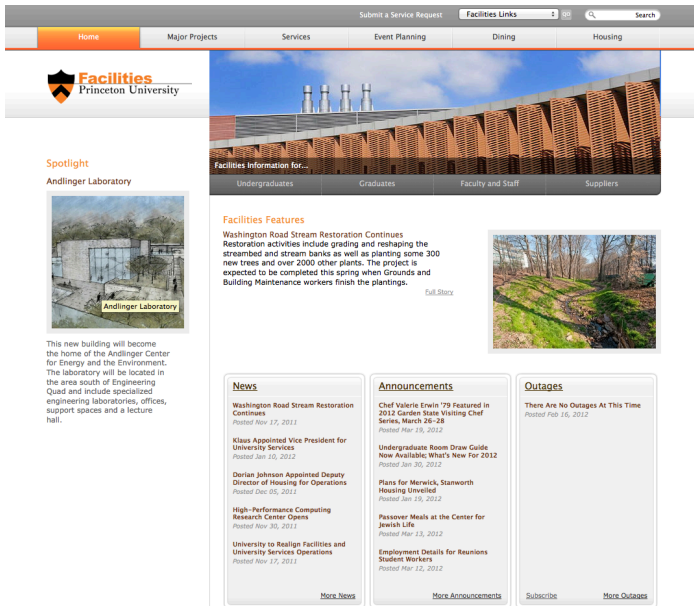 Submit a Service Request
Facilities Links
GO
Search
Home
Major Projects
Services
Event Planning
Dining
Housing
Facilities
Princeton University
Facilities Information for...
Undergraduates
Graduates
Faculty and Staff
Suppliers
Spotlight
Andlinger Laboratory
Andlinger Laboratory
This new building will become
the home of the Andlinger Center
for Energy and the Environment.
The laboratory will be located in
the area south of Engineering
Quad and include specialized
engineering laboratories, offices,
support spaces and a lecture
hall.
Facilities Features
Washington Road Stream Restoration Continues
Restoration activities include grading and reshaping the
streambed and stream banks as well as planting some 300
new trees and over 2000 other plants. The project is
expected to be completed this spring when Grounds and
Building Maintenance workers finish the plantings.
Full Story
News
Washington Road Stream Restoration
Continues
Posted Nov 17, 2011
Klaus Appointed Vice President for
University Services
Posted Jan 10, 2012
Dorian Johnson Appointed Deputy
Director of Housing for Operations
Posted Dec 05, 2011
High-Performance Computing
Research Center Opens
Posted Nov 30, 2011
University to Realign Facilities and
University Services Operations
Posted Nov 17, 2011
More News
Announcements
Chef Valerie Erwin '79 Featured in
2012 Garden State Visiting Chef
Series, March 26-28
Posted Mar 19, 2012
Undergraduate Room Draw Guide
Now Available; What's New For 2012
Posted Jan 30, 2012
Plans for Merwick, Stanworth
Housing Unveiled
Posted Jan 19, 2012
Passover Meals at the Center for
Jewish Life
Posted Mar 13, 2012
Employment Details for Reunions
Student Workers
Posted Mar 12, 2012
More Announcements
Outages
There Are No Outages At This Time
Posted Feb 16, 2012
Subscribe
More Outages